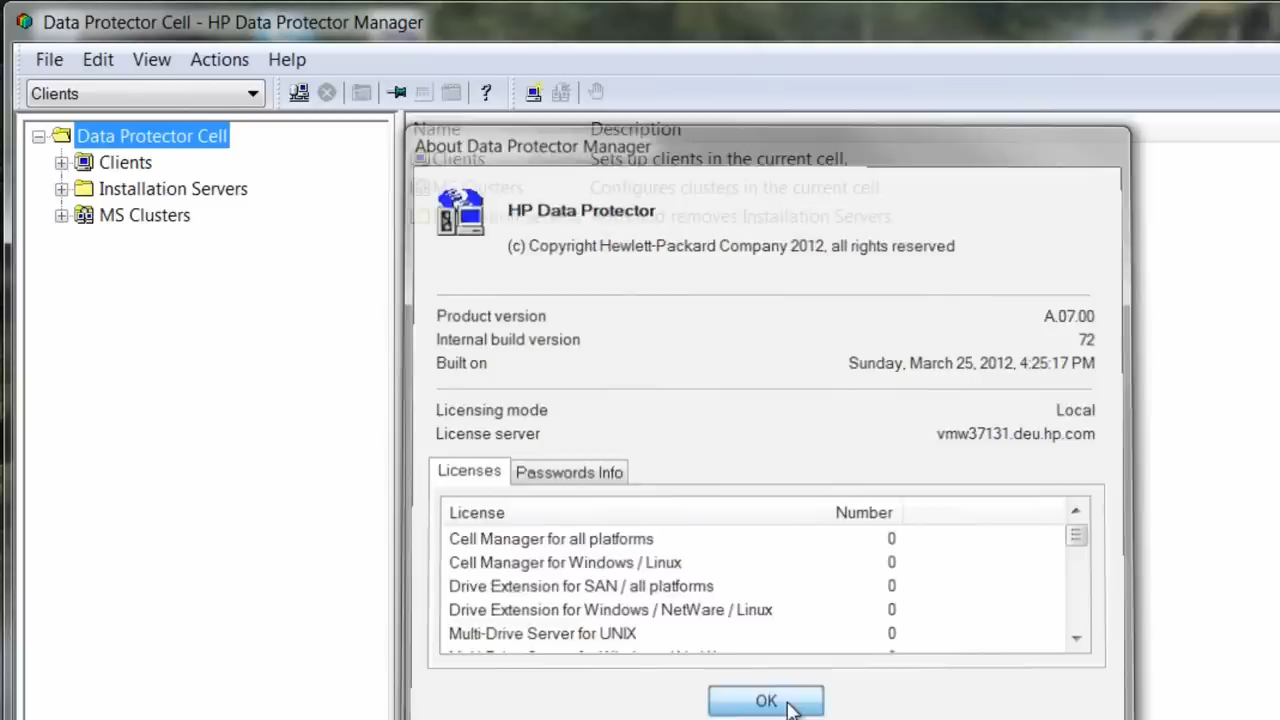 Data Protector Cell - HP Data Protector Manager
File Edit View Actions Help
Clients
Data Protector Cell
Clients
Installation Servers
MS Clusters
Name Description
Clients Sets up clients in the current cell.
MS Clusters Configures clusters in the current cell
removes Installation Servers.
About Data Protector Manager
HP Data Protector
(c) Copyright Hewlett-Packard Company 2012, all rights reserved
Product version A.07.00
Internal build version 72
Built on Sunday, March 25, 2012, 4:25:17 PM
Licensing mode Local
License server vmw37131.deu.hp.com
Licenses Passwords Info
License Number
Cell Manager for all platforms 0
Cell Manager for Windows / Linux 0
Drive Extension for SAN / all platforms 0
Drive Extension for Windows / NetWare / Linux 0
Multi-Drive Server for UNIX 0
OK